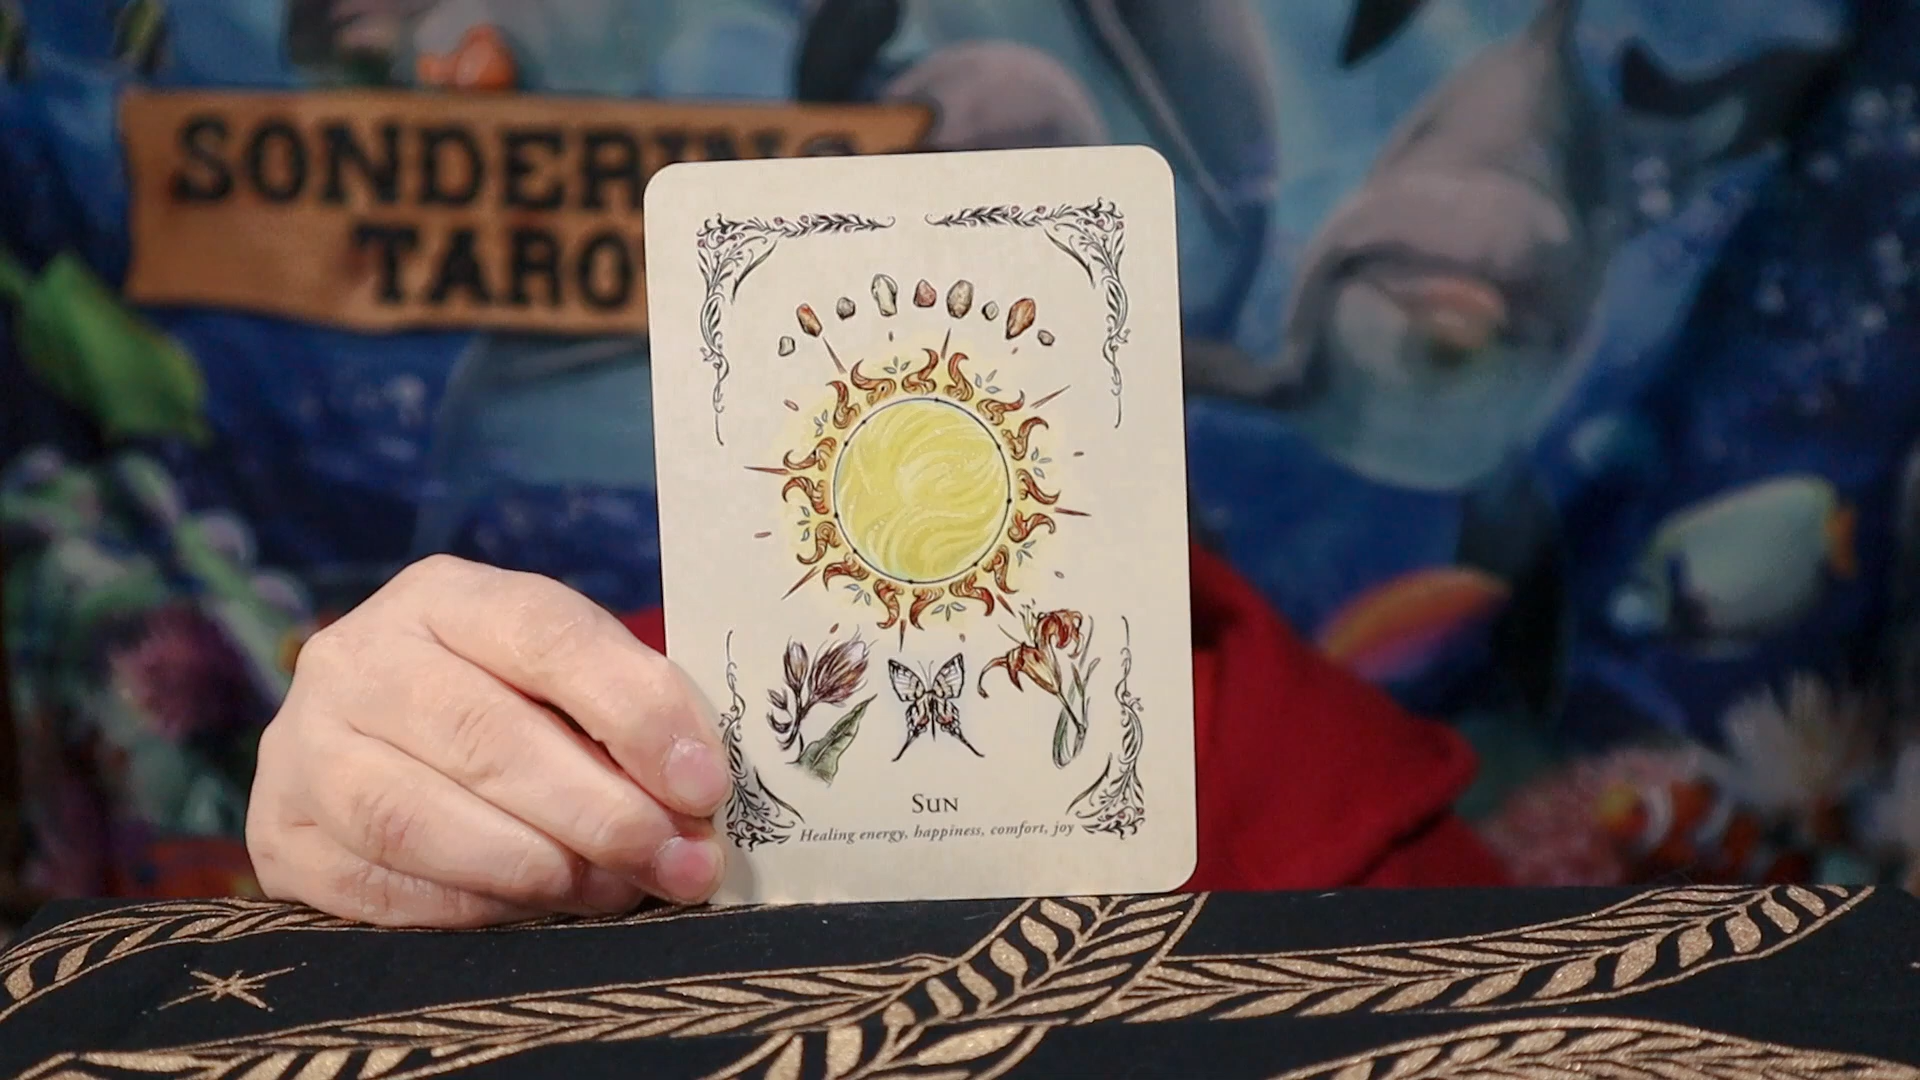 SONDERING
TARO
Sun
Healing energy, happiness, comfort, joy